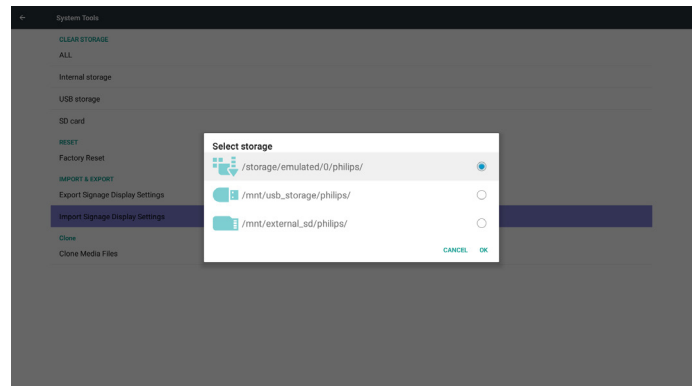 System Tools
CLEAR STORAGE
ALL
Internal storage
USB storage
SD card
RESET
Factory Reset
IMPORT & EXPORT
Export Signage Display Settings
Import Signage Display Settings
Clone
Clone Media Files
Select storage
/storage/emulated/0/philips/
/mnt/usb_storage/philips/
/mnt/external_sd/philips/
CANCEL OK